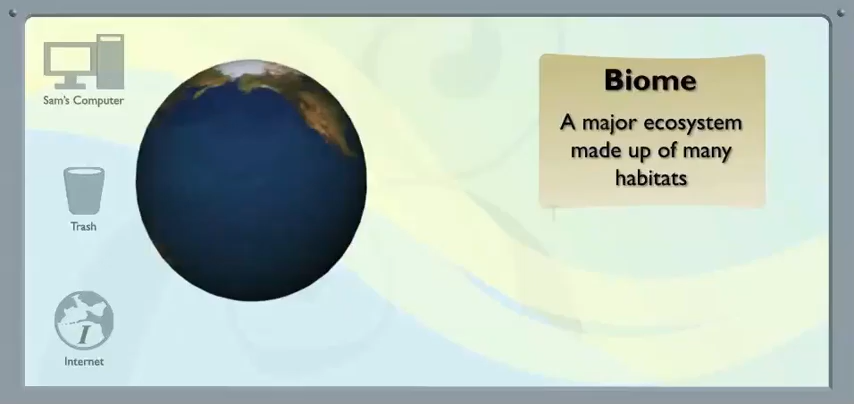 Sam's Computer
Trash
I
Internet
Biome
A major ecosystem
made up of many
habitats